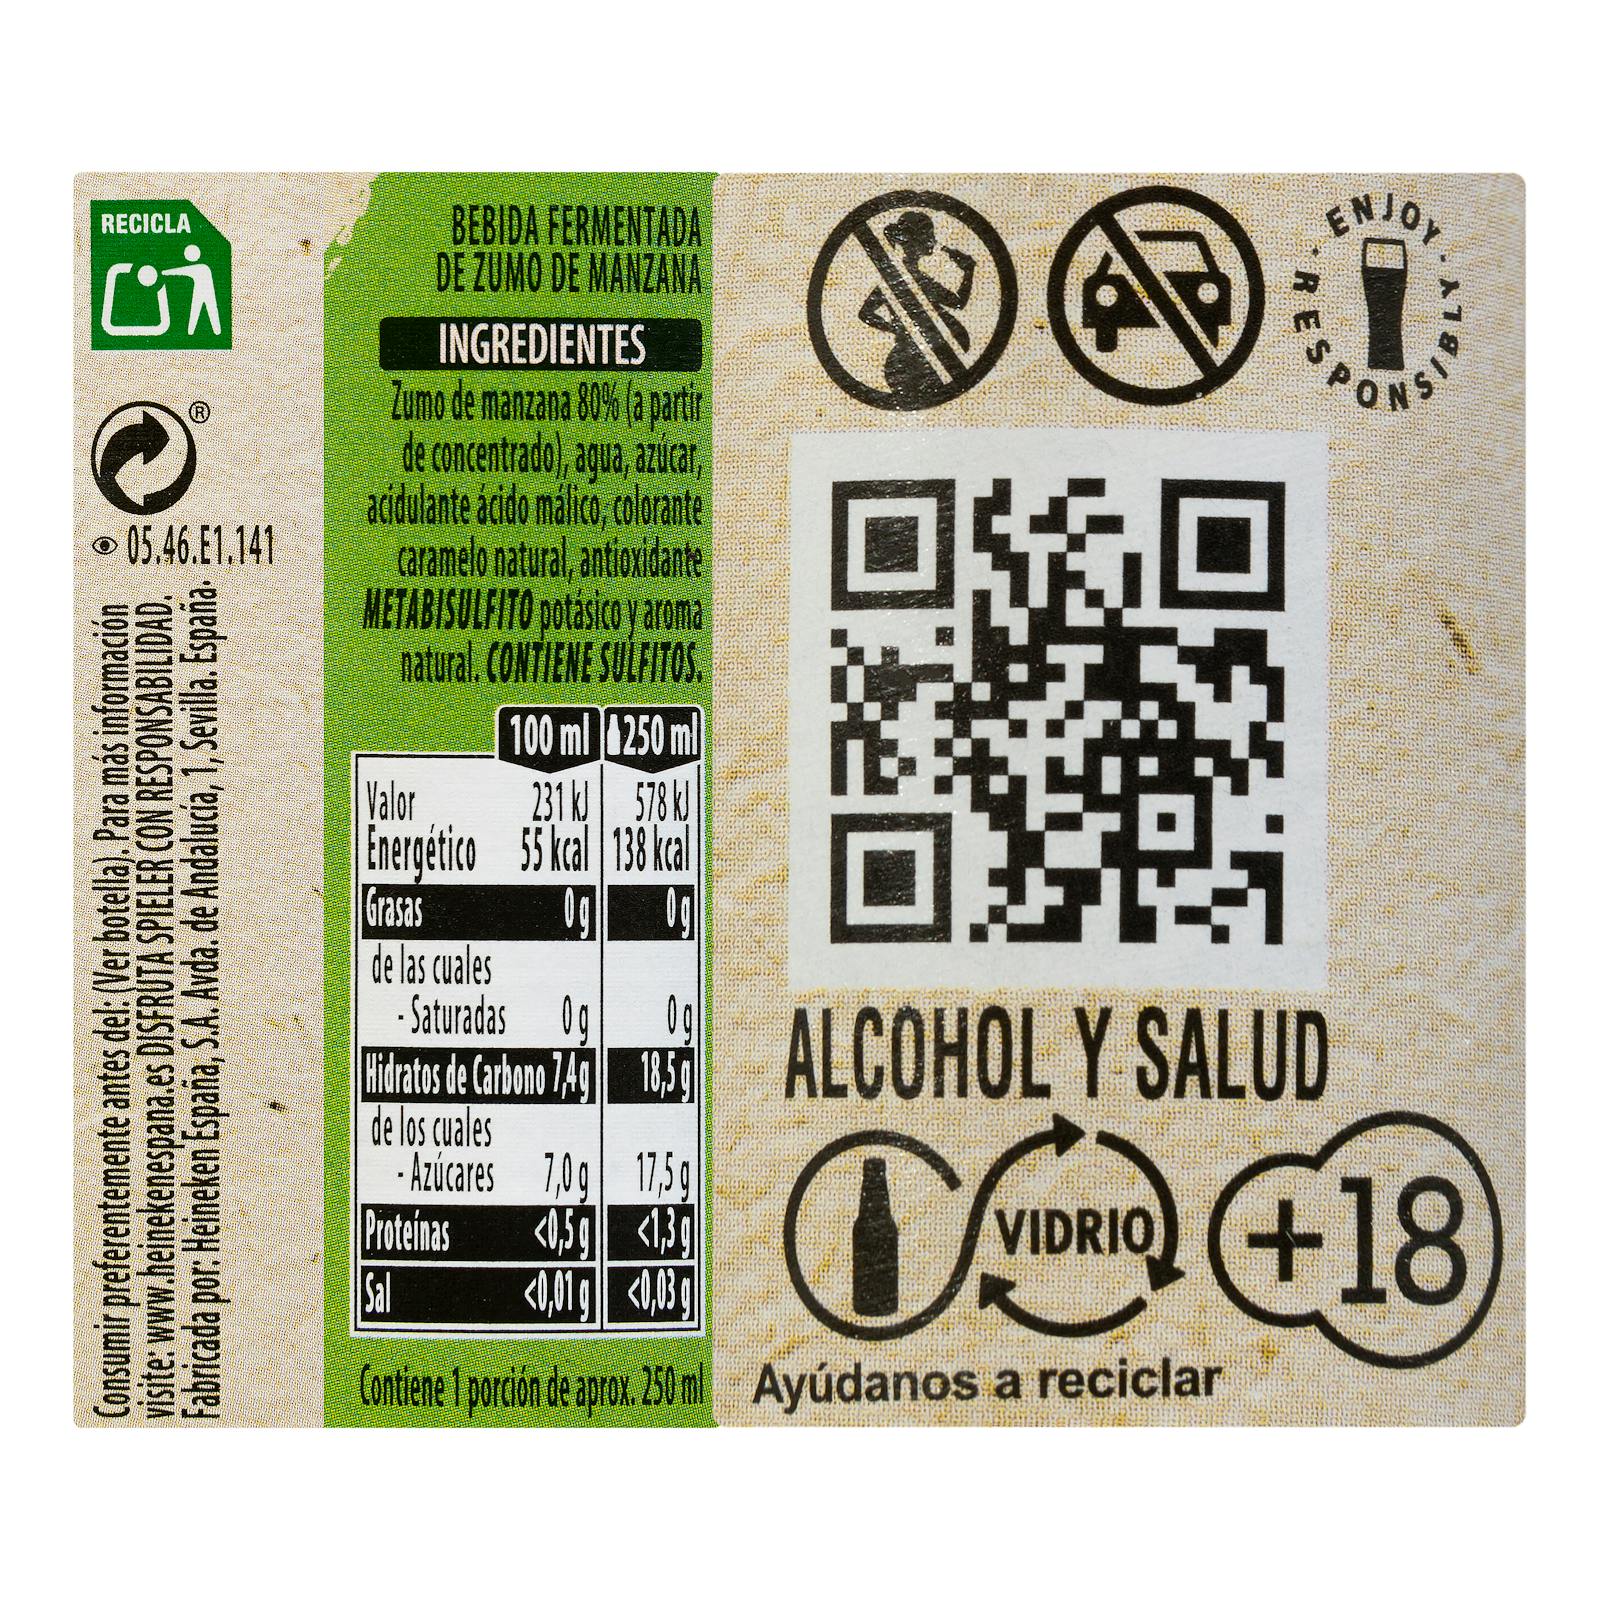 RECICLA
®
05.46.E1.141
Consumir preferentemente antes del: (Ver botella). Para más información
visite: www.heinekenespana.es DISFRUTA SPIELER CON RESPONSABILIDAD.
Fabricada por: Heineken España, S.A. Avda. de Andalucía, 1, Sevilla. España.
BEBIDA FERMENTADA
DE ZUMO DE MANZANA
INGREDIENTES
Zumo de manzana 80% (a partir
de concentrado), agua, azúcar,
acidulante ácido málico, colorante
caramelo natural, antioxidante
METABISULFITO potásico y aroma
natural. CONTIENE SULFITOS.
100 ml 250 ml
Valor 231 kJ 578 kJ
Energético 55 kcal 138 kcal
Grasas 0 g 0 g
de las cuales
- Saturadas 0 g 0 g
Hidratos de Carbono 7,4 g 18,5 g
de los cuales
- Azúcares 7,0 g 17,5 g
Proteínas <0,5 g <1,3 g
Sal <0,01 g <0,03 g
Contiene 1 porción de aprox. 250 ml
ENJOY · RESPONSIBLY ·
ALCOHOL Y SALUD
VIDRIO
+18
Ayúdanos a reciclar